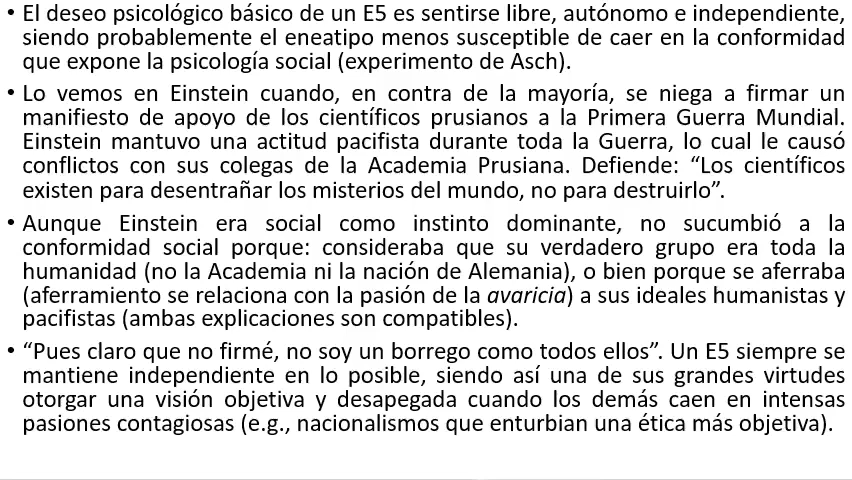 • El deseo psicológico básico de un E5 es sentirse libre, autónomo e independiente,
siendo probablemente el eneatipo menos susceptible de caer en la conformidad
que expone la psicología social (experimento de Asch).
• Lo vemos en Einstein cuando, en contra de la mayoría, se niega a firmar un
manifiesto de apoyo de los científicos prusianos a la Primera Guerra Mundial.
Einstein mantuvo una actitud pacifista durante toda la Guerra, lo cual le causó
conflictos con sus colegas de la Academia Prusiana. Defiende: “Los científicos
existen para desentrañar los misterios del mundo, no para destruirlo”.
• Aunque Einstein era social como instinto dominante, no sucumbió a la
conformidad social porque: consideraba que su verdadero grupo era toda la
humanidad (no la Academia ni la nación de Alemania), o bien porque se aferraba
(aferramiento se relaciona con la pasión de la avaricia) a sus ideales humanistas y
pacifistas (ambas explicaciones son compatibles).
• “Pues claro que no firmé, no soy un borrego como todos ellos”. Un E5 siempre se
mantiene independiente en lo posible, siendo así una de sus grandes virtudes
otorgar una visión objetiva y desapegada cuando los demás caen en intensas
pasiones contagiosas (e.g., nacionalismos que enturbian una ética más objetiva).